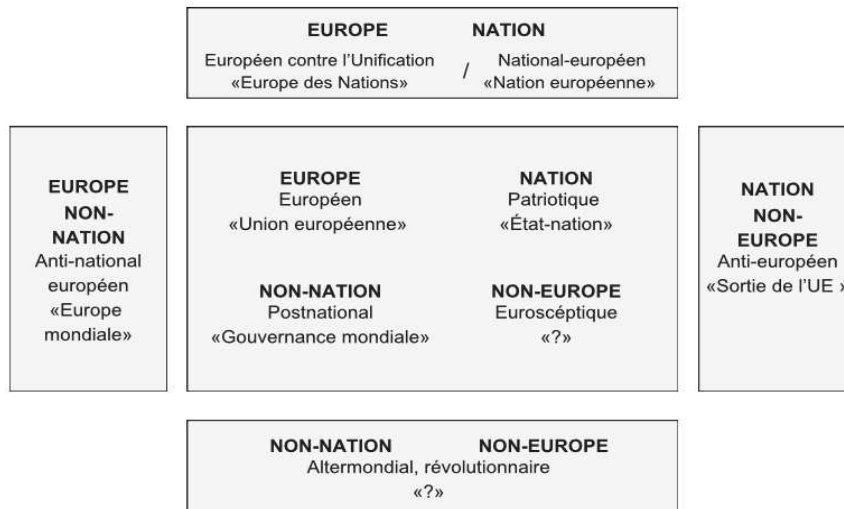 EUROPE NATION
Européen contre l'Unification / National-européen
«Europe des Nations» «Nation européenne»
EUROPE
NON-
NATION
Anti-national
européen
«Europe
mondiale»
EUROPE NATION
Européen Patriotique
«Union européenne» «État-nation»
NON-NATION NON-EUROPE
Postnational Euroscéptique
«Gouvernance mondiale» «?»
NATION
NON-
EUROPE
Anti-européen
«Sortie de l'UE »
NON-NATION NON-EUROPE
Altermondial, révolutionnaire
«?»